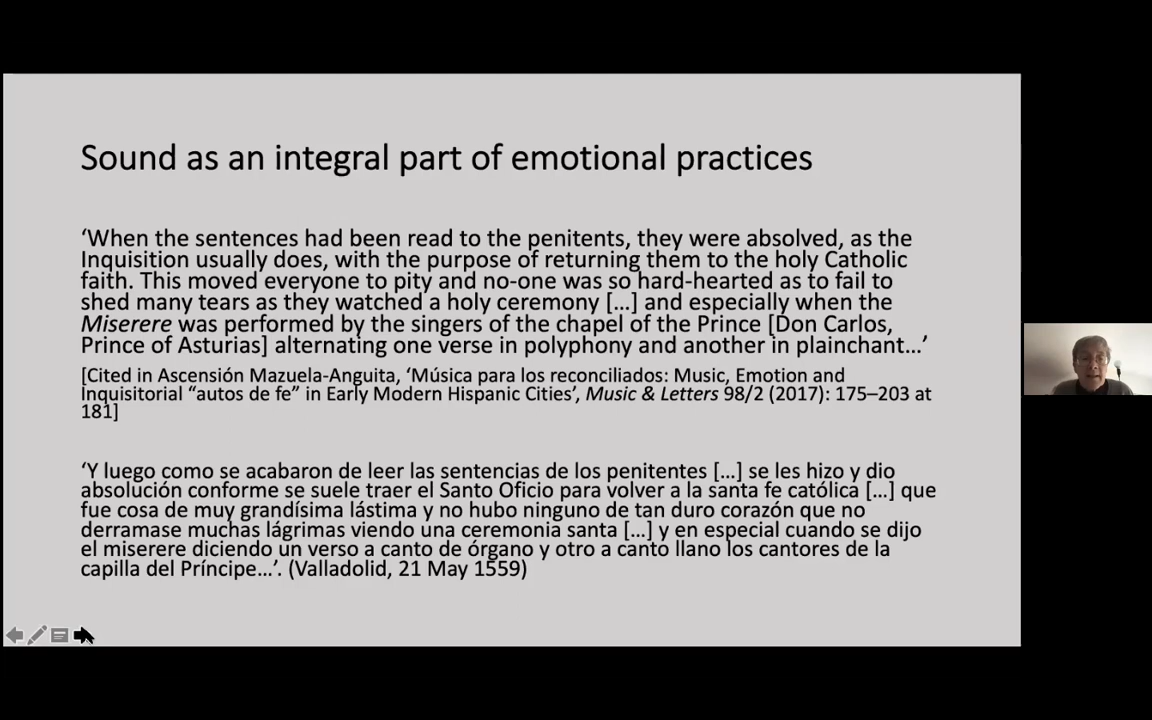 Sound as an integral part of emotional practices
‘When the sentences had been read to the penitents, they were absolved, as the
Inquisition usually does, with the purpose of returning them to the holy Catholic
faith. This moved everyone to pity and no-one was so hard-hearted as to fail to
shed many tears as they watched a holy ceremony […] and especially when the
Miserere was performed by the singers of the chapel of the Prince [Don Carlos,
Prince of Asturias] alternating one verse in polyphony and another in plainchant…’
[Cited in Ascensión Mazuela-Anguita, ‘Música para los reconciliados: Music, Emotion and
Inquisitorial “autos de fe” in Early Modern Hispanic Cities’, Music & Letters 98/2 (2017): 175–203 at
181]
‘Y luego como se acabaron de leer las sentencias de los penitentes […] se les hizo y dio
absolución conforme se suele traer el Santo Oficio para volver a la santa fe católica […] que
fue cosa de muy grandísima lástima y no hubo ninguno de tan duro corazón que no
derramase muchas lágrimas viendo una ceremonia santa […] y en especial cuando se dijo
el miserere diciendo un verso a canto de órgano y otro a canto llano los cantores de la
capilla del Príncipe…’. (Valladolid, 21 May 1559)